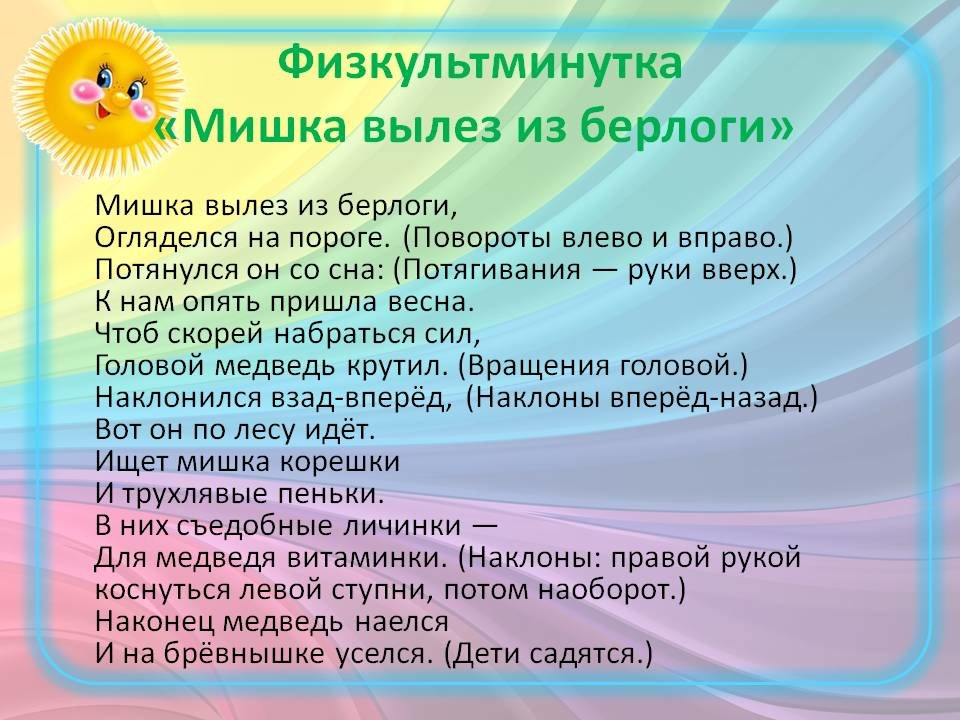 Физкультминутка
«Мишка вылез из берлоги»
Мишка вылез из берлоги,
Огляделся на пороге. (Повороты влево и вправо.)
Потянулся он со сна: (Потягивания — руки вверх.)
К нам опять пришла весна.
Чтоб скорей набраться сил,
Головой медведь крутил. (Вращения головой.)
Наклонился взад-вперёд, (Наклоны вперёд-назад.)
Вот он по лесу идёт.
Ищет мишка корешки
И трухлявые пеньки.
В них съедобные личинки —
Для медведя витаминки. (Наклоны: правой рукой
коснуться левой ступни, потом наоборот.)
Наконец медведь наелся
И на брёвнышке уселся. (Дети садятся.)